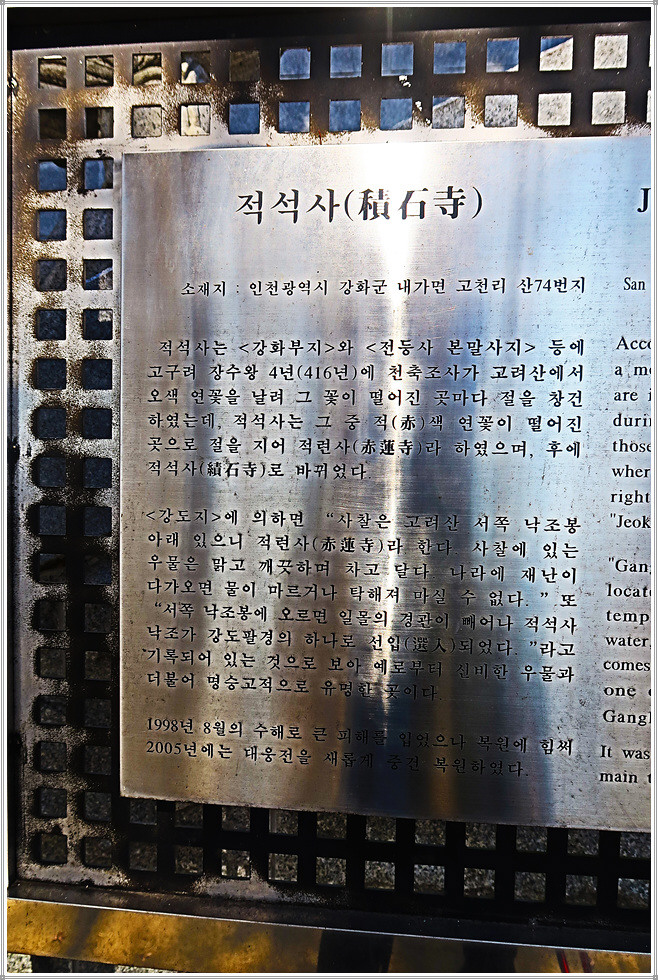 적석사(積石寺)
소재지 : 인천광역시 강화군 내가면 고천리 산74번지
적석사는 <강화부지>와 <전등사 본말사지> 등에
고구려 장수왕 4년(416년)에 천축조사가 고려산에서
오색 연꽃을 날려 그 꽃이 떨어진 곳마다 절을 창건
하였는데, 적석사는 그 중 적(赤)색 연꽃이 떨어진
곳으로 절을 지어 적련사(赤蓮寺)라 하였으며, 후에
적석사(積石寺)로 바뀌었다.
<강도지>에 의하면 “사찰은 고려산 서쪽 낙조봉
아래 있으니 적련사(赤蓮寺)라 한다 사찰에 있는
우물은 맑고 깨끗하며 차고 달다. 나라에 재난이
다가오면 물이 마르거나 탁해져 마실 수 없다. ” 또
“서쪽 낙조봉에 오르면 일몰의 경관이 빼어나 적석사
낙조가 강도팔경의 하나로 선입(選入)되었다. ”라고
기록되어 있는 것으로 보아 예로부터 신비한 우물과
더불어 명승고적으로 유명한 곳이다.
1998년 8월의 수해로 큰 피해를 입었으나 복원에 힘써
2005년에는 대웅전을 새롭게 중건 복원하였다.
J
San
Acco
a mo
are i
durin
those
wher
right
"Jeok
"Gang
locate
temp
water,
comes
one o
Gangh
It was
main t